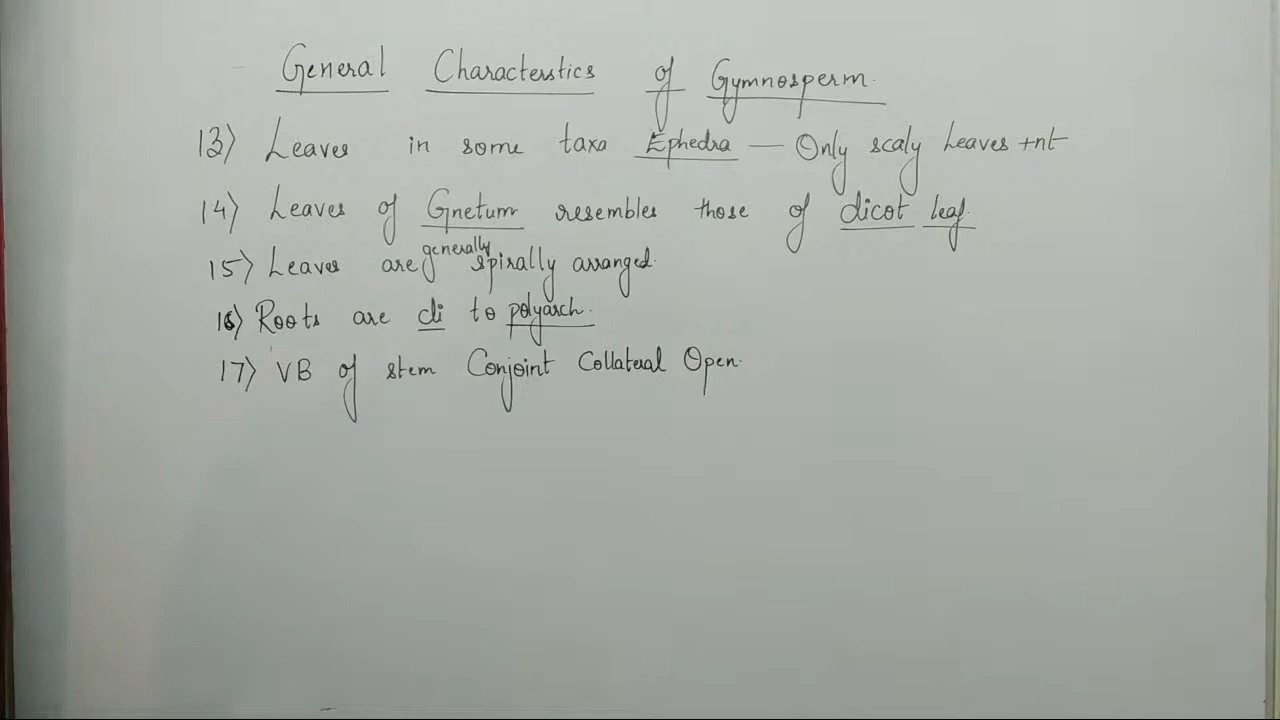 General Characterstics of Gymnosperm.
13) Leaves in some taxa Ephedra — Only scaly Leaves +nt
14) Leaves of Gnetum resembles those of dicot leaf.
15) Leaves are generally spirally arranged.
16) Roots are di to polyarch.
17) VB of stem Conjoint Collateral Open.